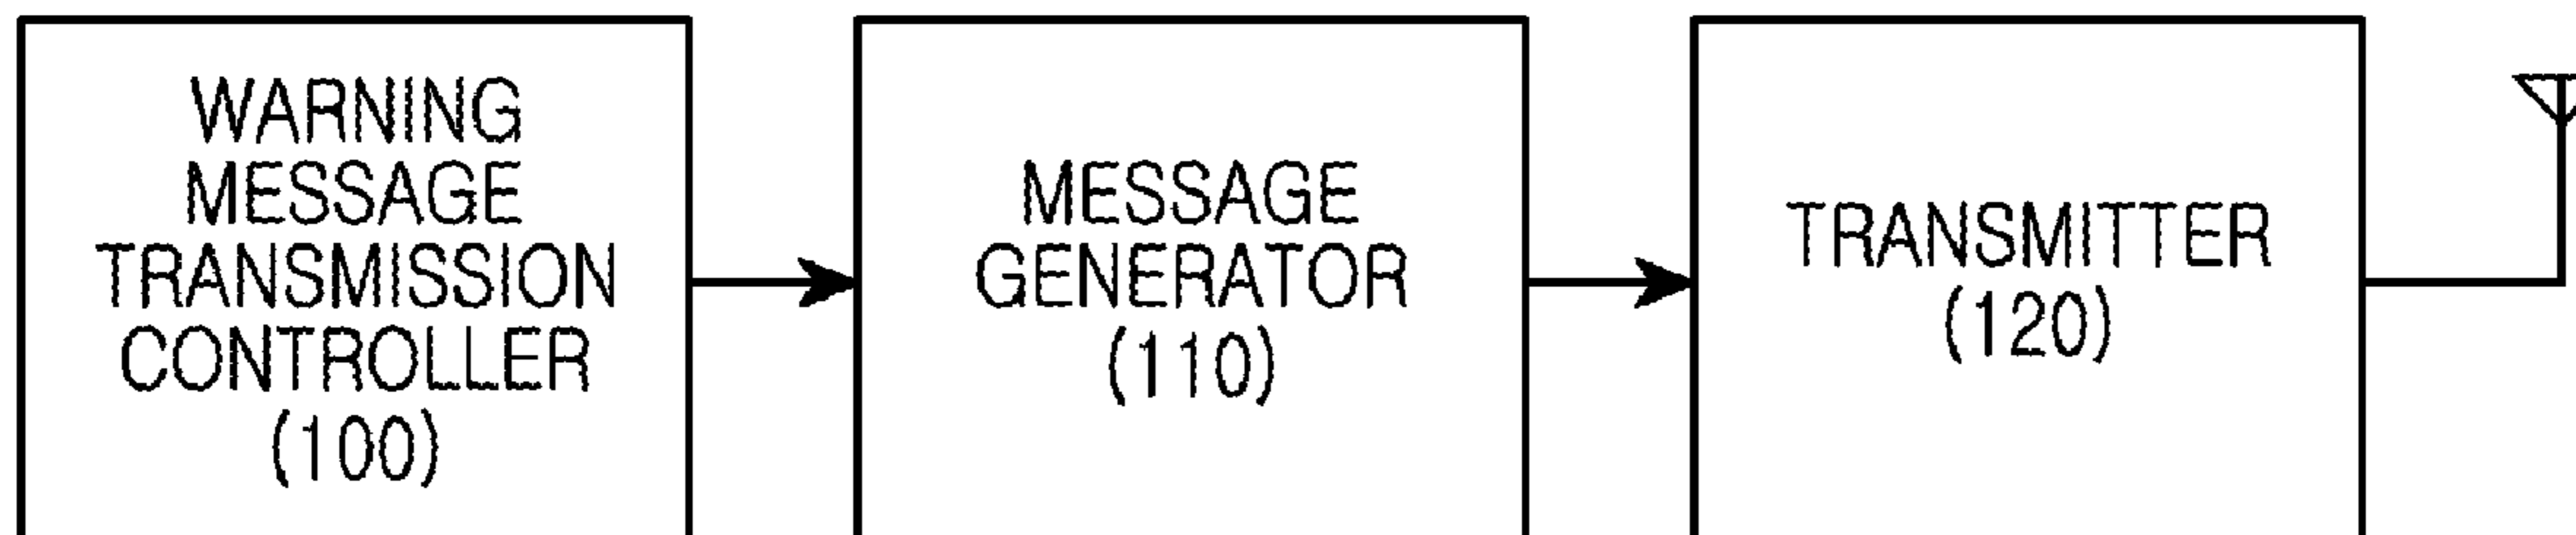 WARNING
MESSAGE
TRANSMISSION
CONTROLLER
(100)
MESSAGE
GENERATOR
(110)
TRANSMITTER
(120)